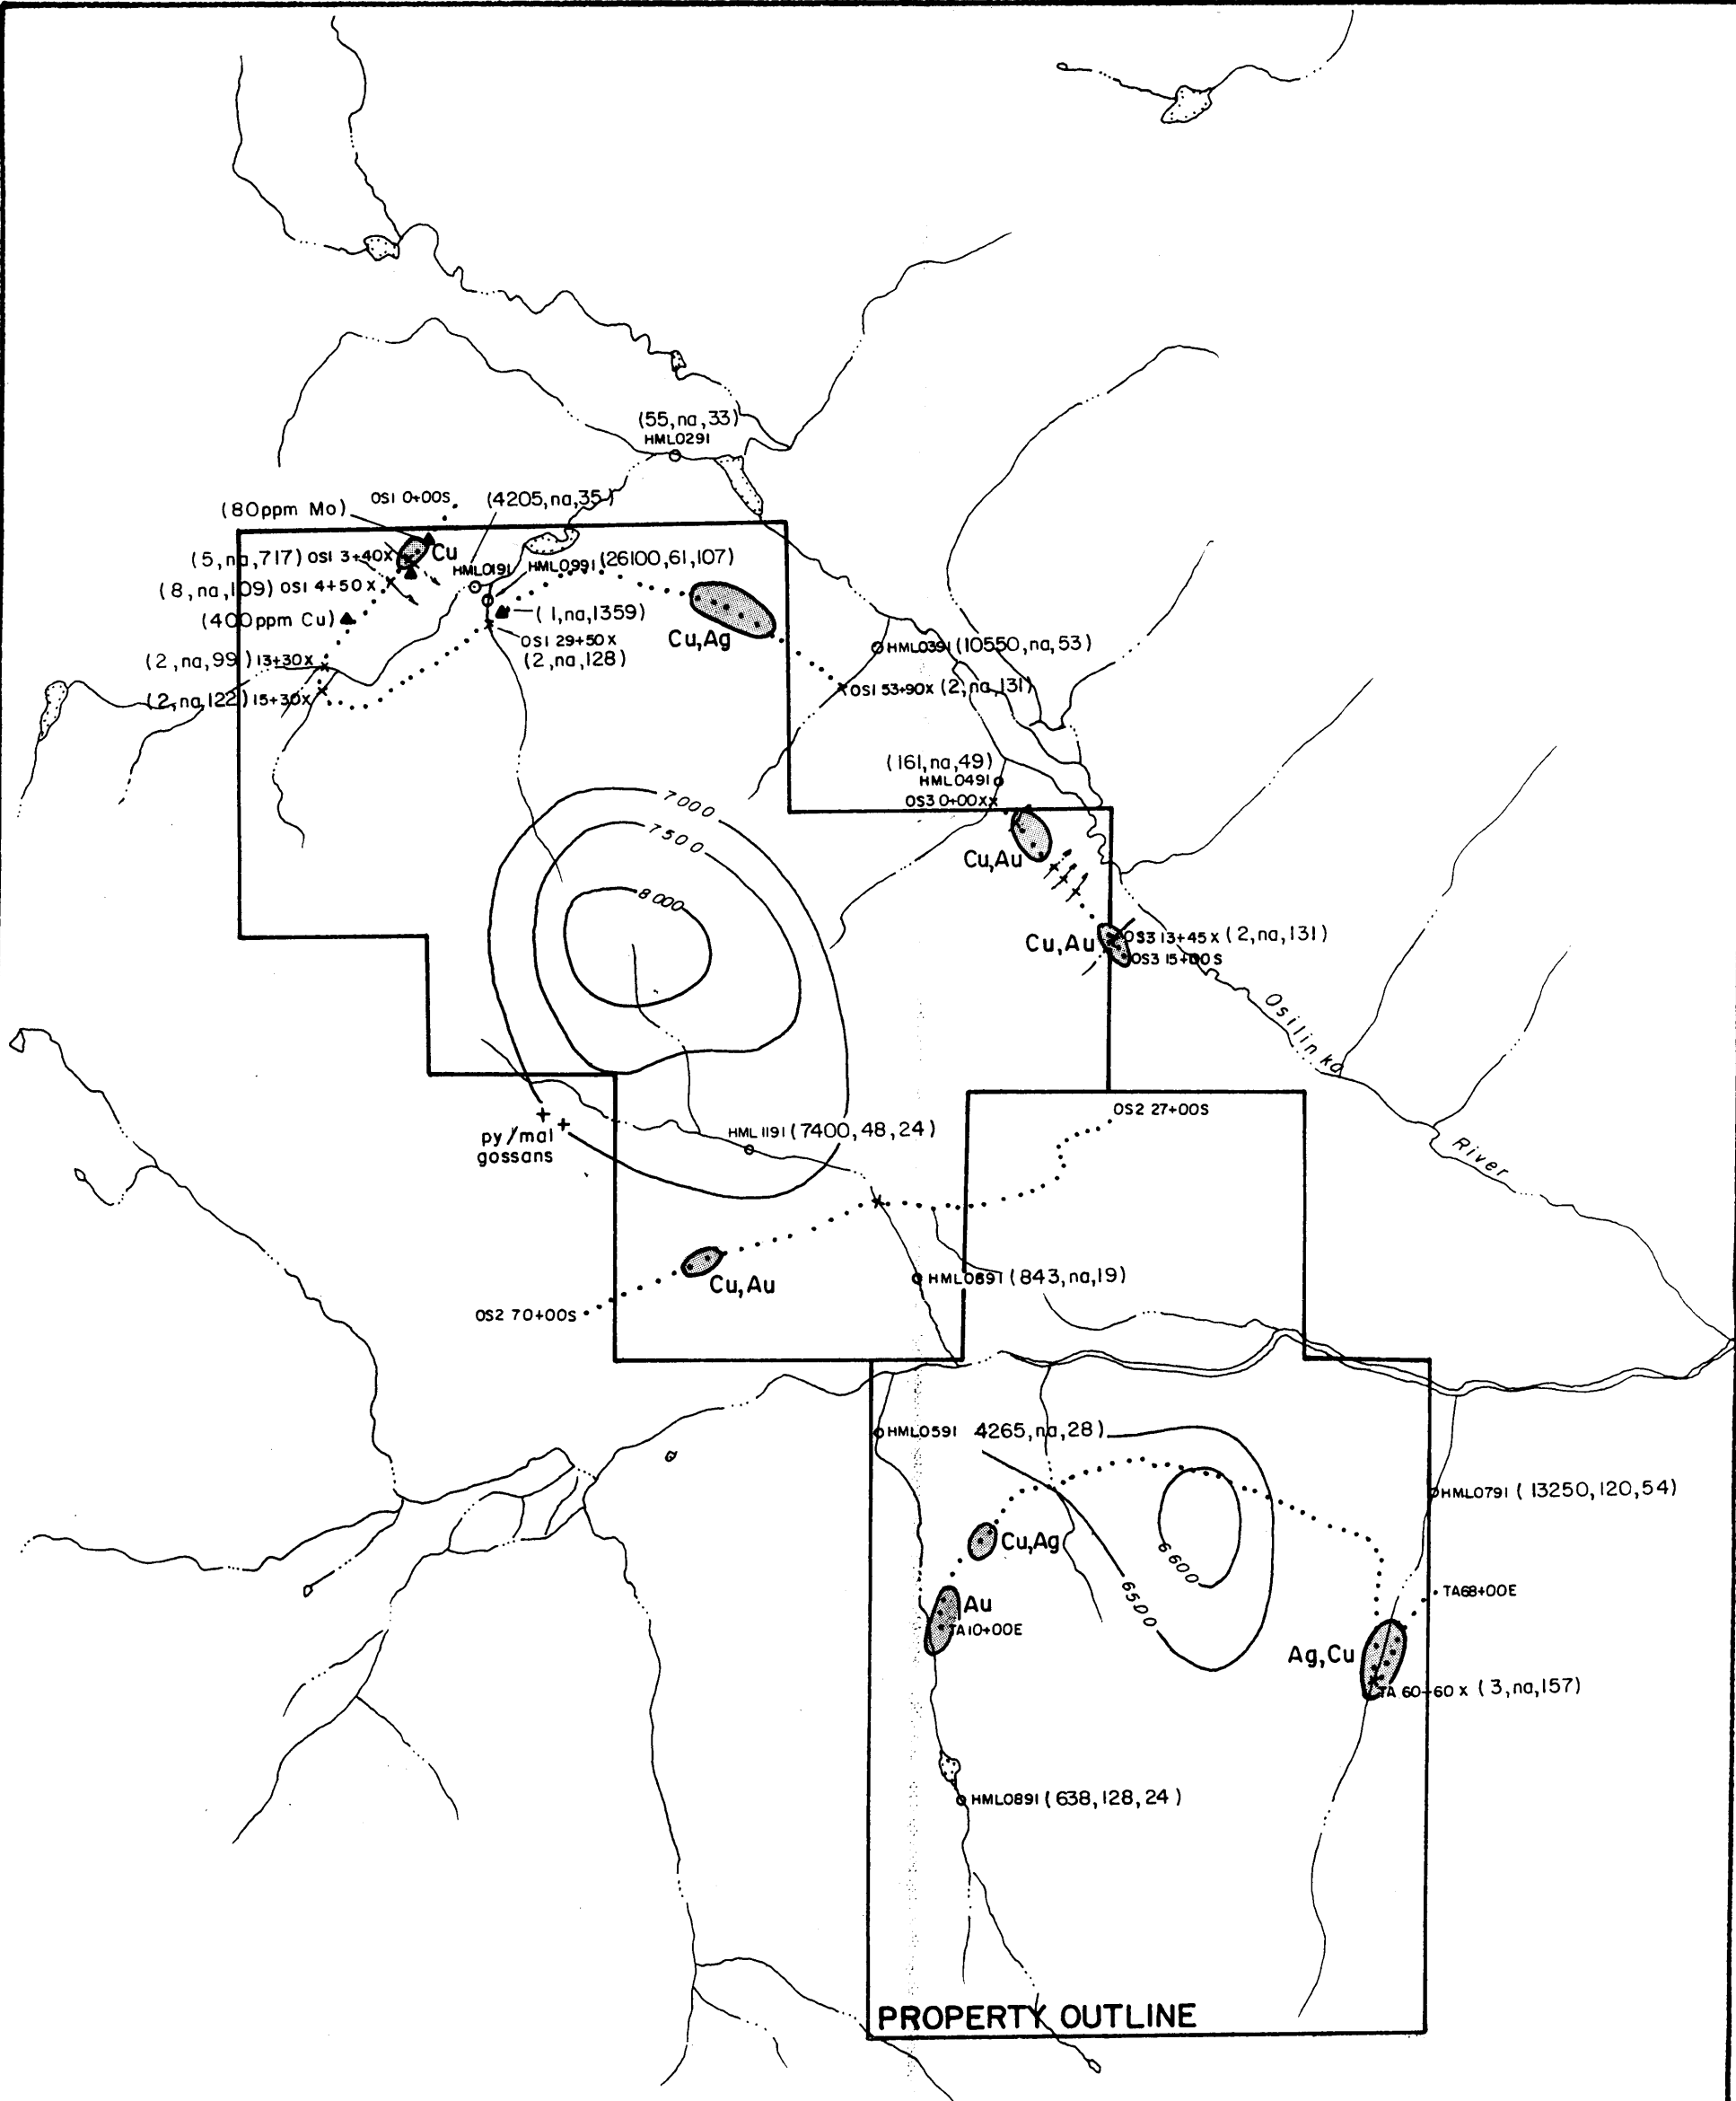 (55,na,33)
HML0291
(80ppm Mo)
OS1 0+00S
(4205,na,35)
(5,na,717) OS1 3+40X
Cu
HML0191
HML0991 (26100,61,107)
(8,na,109) OS1 4+50X
(400ppm Cu)
(1,na,1359)
OS1 29+50X
(2,na,128)
Cu,Ag
HML0391 (10550,na,53)
(2,na,99) 13+30X
(2,na,122) 15+30X
OS1 53+90X (2,na,131)
(161,na,49)
HML0491
OS3 0+00XX
7000
7500
8000
Cu,Au
Cu,Au
OS3 13+45X (2,na,131)
OS3 15+00S
Osilinka
River
OS2 27+00S
py/mal
gossans
HML1191 (7400,48,24)
Cu,Au
HML0691 (843,na,19)
OS2 70+00S
HML0591 4265,na,28)
HML0791 (13250,120,54)
Cu,Ag
6600
6500
TA68+00E
Au
TA10+00E
Ag,Cu
TA 60+60X (3,na,157)
HML0891 (638,128,24)
PROPERTY OUTLINE